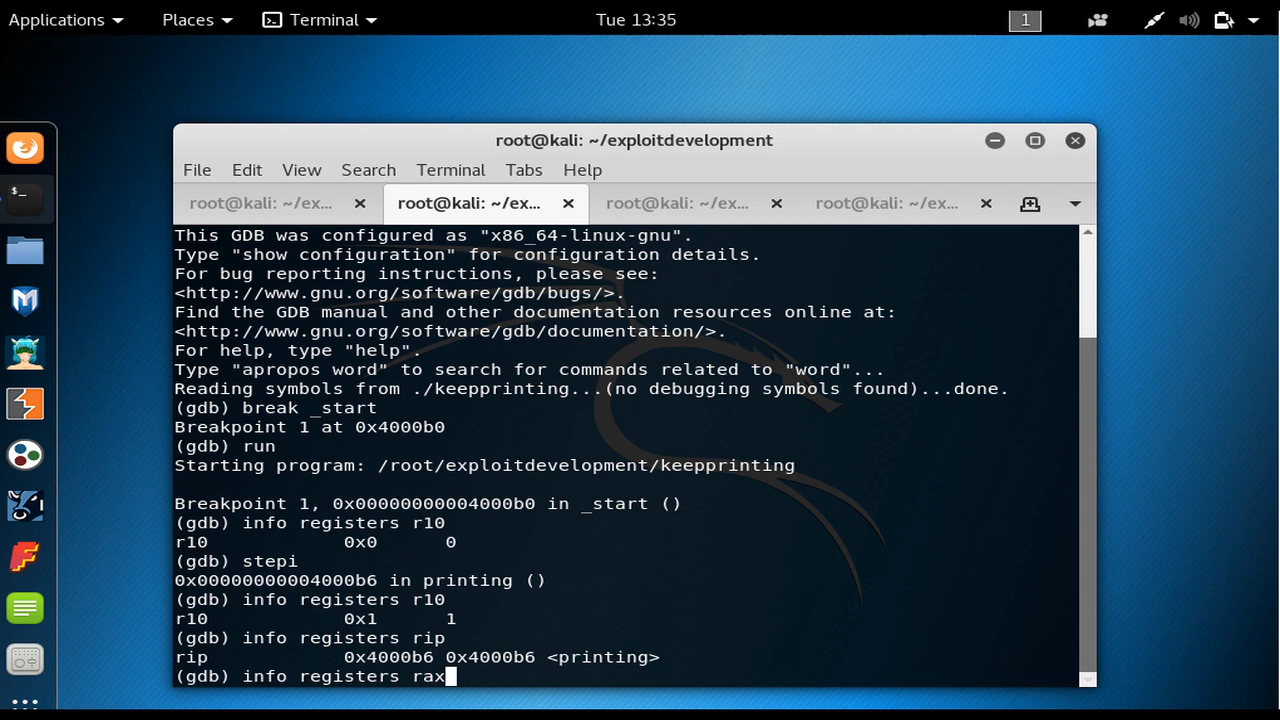 Applications Places Terminal Tue 13:35 1
root@kali: ~/exploitdevelopment
File Edit View Search Terminal Tabs Help
root@kali: ~/ex... root@kali: ~/ex... root@kali: ~/ex... root@kali: ~/ex...
This GDB was configured as "x86_64-linux-gnu".
Type "show configuration" for configuration details.
For bug reporting instructions, please see:
<http://www.gnu.org/software/gdb/bugs/>.
Find the GDB manual and other documentation resources online at:
<http://www.gnu.org/software/gdb/documentation/>.
For help, type "help".
Type "apropos word" to search for commands related to "word"...
Reading symbols from ./keepprinting...(no debugging symbols found)...done.
(gdb) break _start
Breakpoint 1 at 0x4000b0
(gdb) run
Starting program: /root/exploitdevelopment/keepprinting
Breakpoint 1, 0x00000000004000b0 in _start ()
(gdb) info registers r10
r10 0x0 0
(gdb) stepi
0x00000000004000b6 in printing ()
(gdb) info registers r10
r10 0x1 1
(gdb) info registers rip
rip 0x4000b6 0x4000b6 <printing>
(gdb) info registers rax